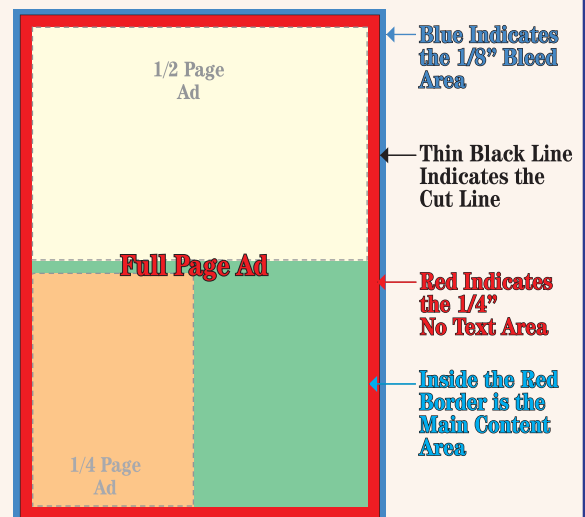 1/2 Page
Ad
Full Page Ad
1/4 Page
Ad
Blue Indicates
the 1/8” Bleed
Area
Thin Black Line
Indicates the
Cut Line
Red Indicates
the 1/4”
No Text Area
Inside the Red
Border is the
Main Content
Area